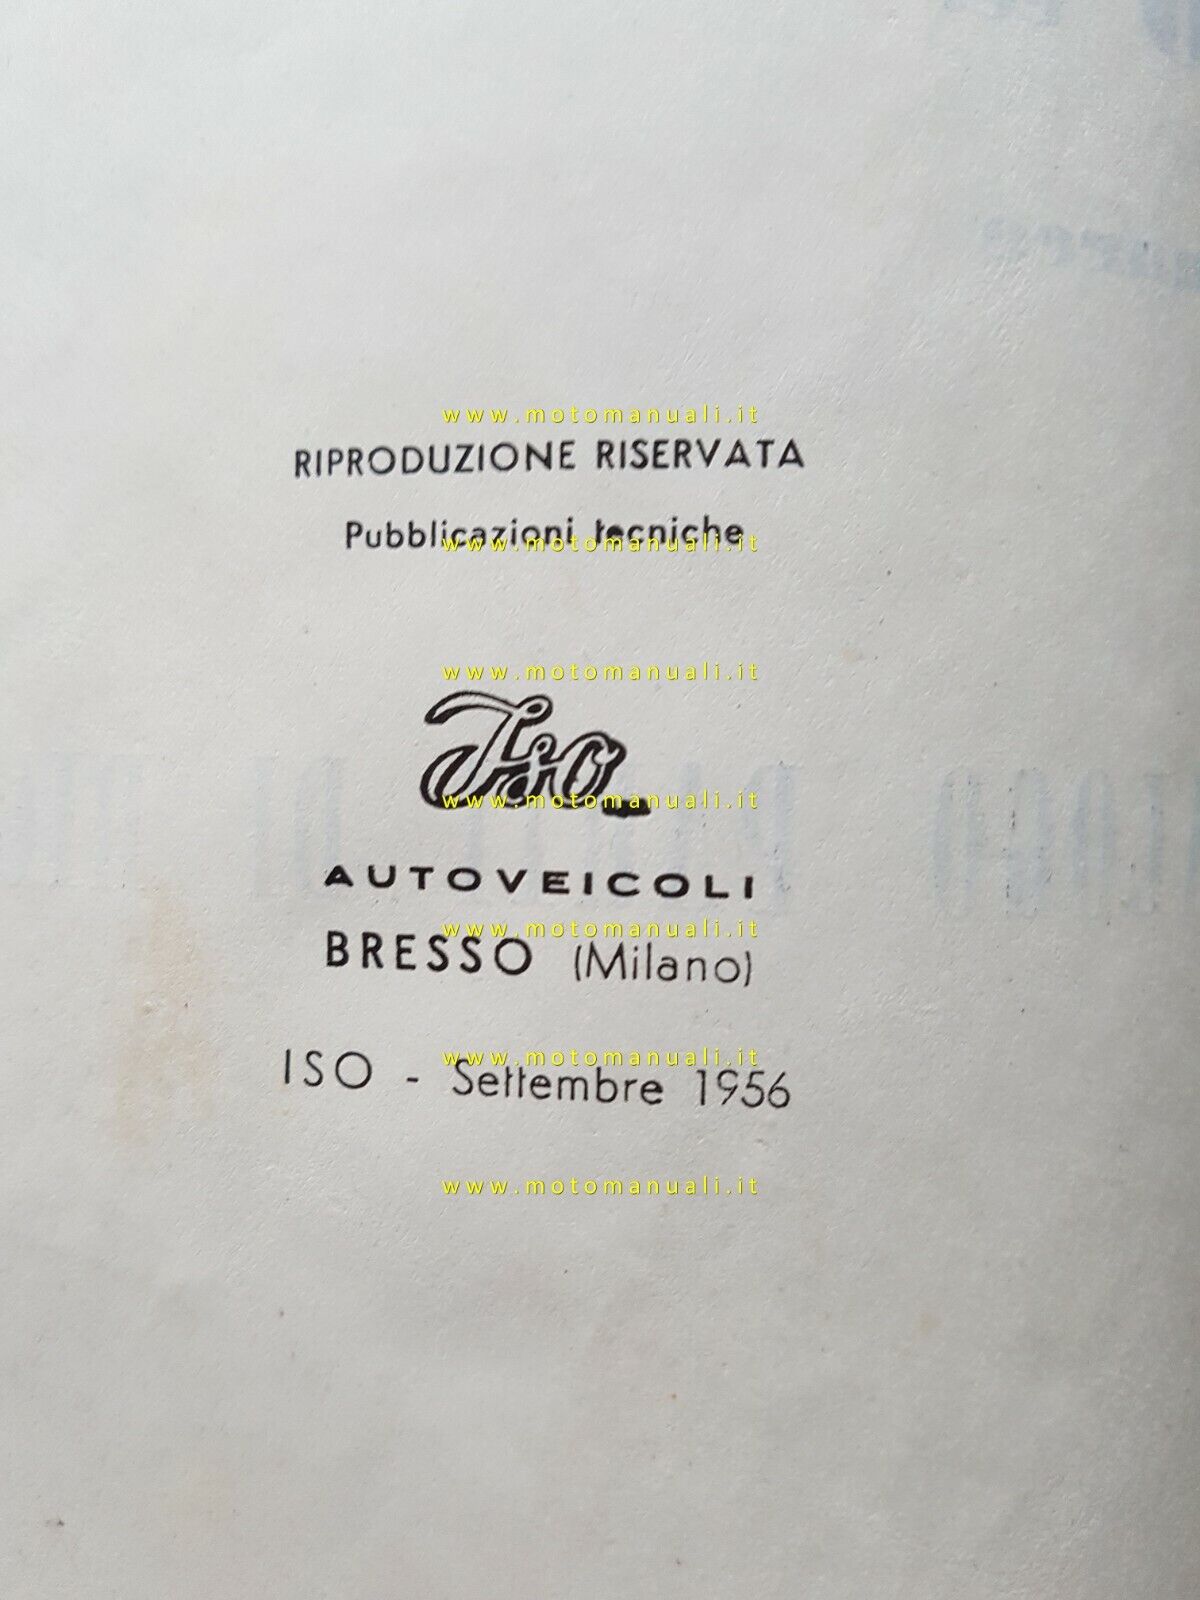 www.motomanuali.it
RIPRODUZIONE RISERVATA
Pubblicazioni tecniche
www.motomanuali.it
www.motomanuali.it
Iso
www.motomanuali.it
AUTOVEICOLI
www.motomanuali.it
BRESSO (Milano)
www.motomanuali.it
ISO - Settembre 1956
www.motomanuali.it